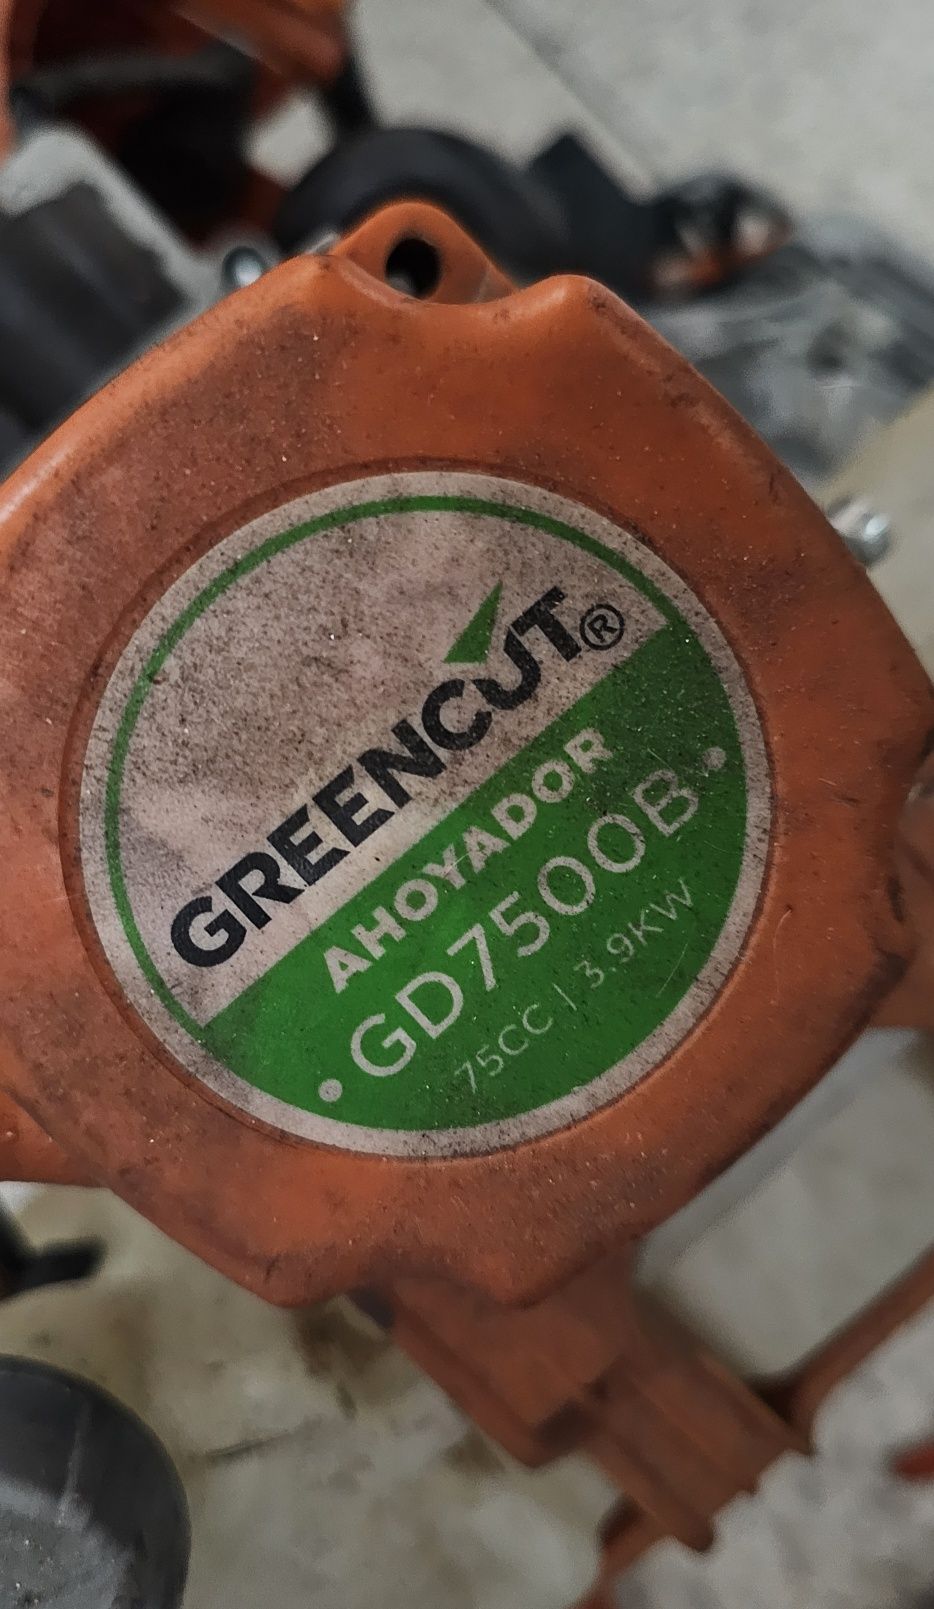 GREENCUT®
AHOYADOR
• GD7500B •
75CC | 3.9KW